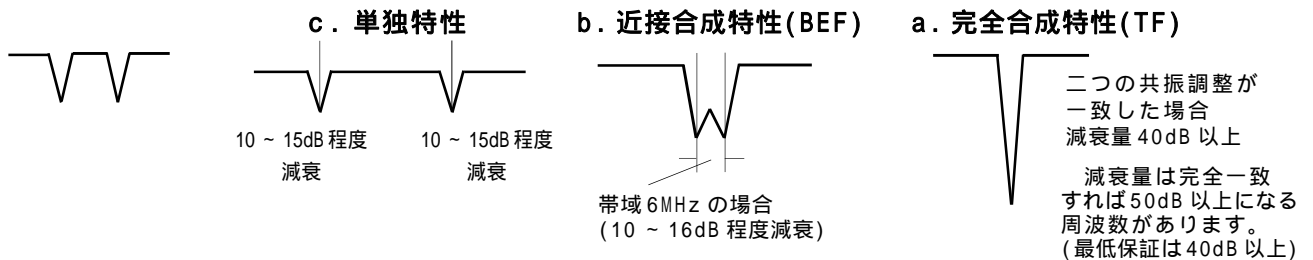 c. 単独特性
10 ~ 15dB 程度
減衰
10 ~ 15dB 程度
減衰
b. 近接合成特性(BEF)
帯域 6MHz の場合
(10 ~ 16dB 程度減衰)
a. 完全合成特性(TF)
二つの共振調整が
一致した場合
減衰量 40dB 以上
減衰量は完全一致
すれば50dB 以上になる
周波数があります。
(最低保証は 40dB 以上)